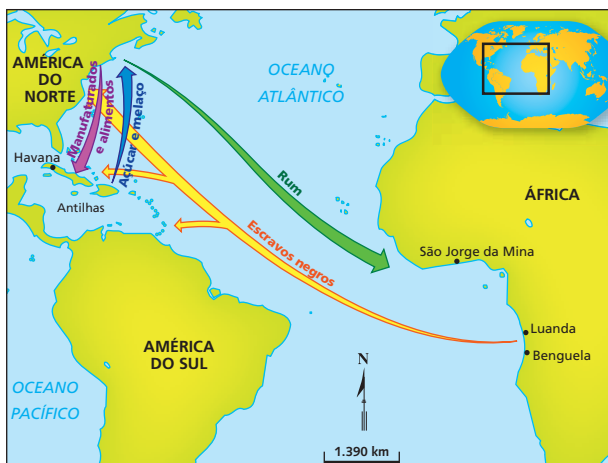 AMÉRICA
DO
NORTE
Manufaturados
e alimentos
Açúcar e melaço
OCEANO
ATLÂNTICO
Havana
Antilhas
Rum
ÁFRICA
Escravos negros
São Jorge da Mina
Luanda
Benguela
AMÉRICA
DO SUL
OCEANO
PACÍFICO
N
1.390 km